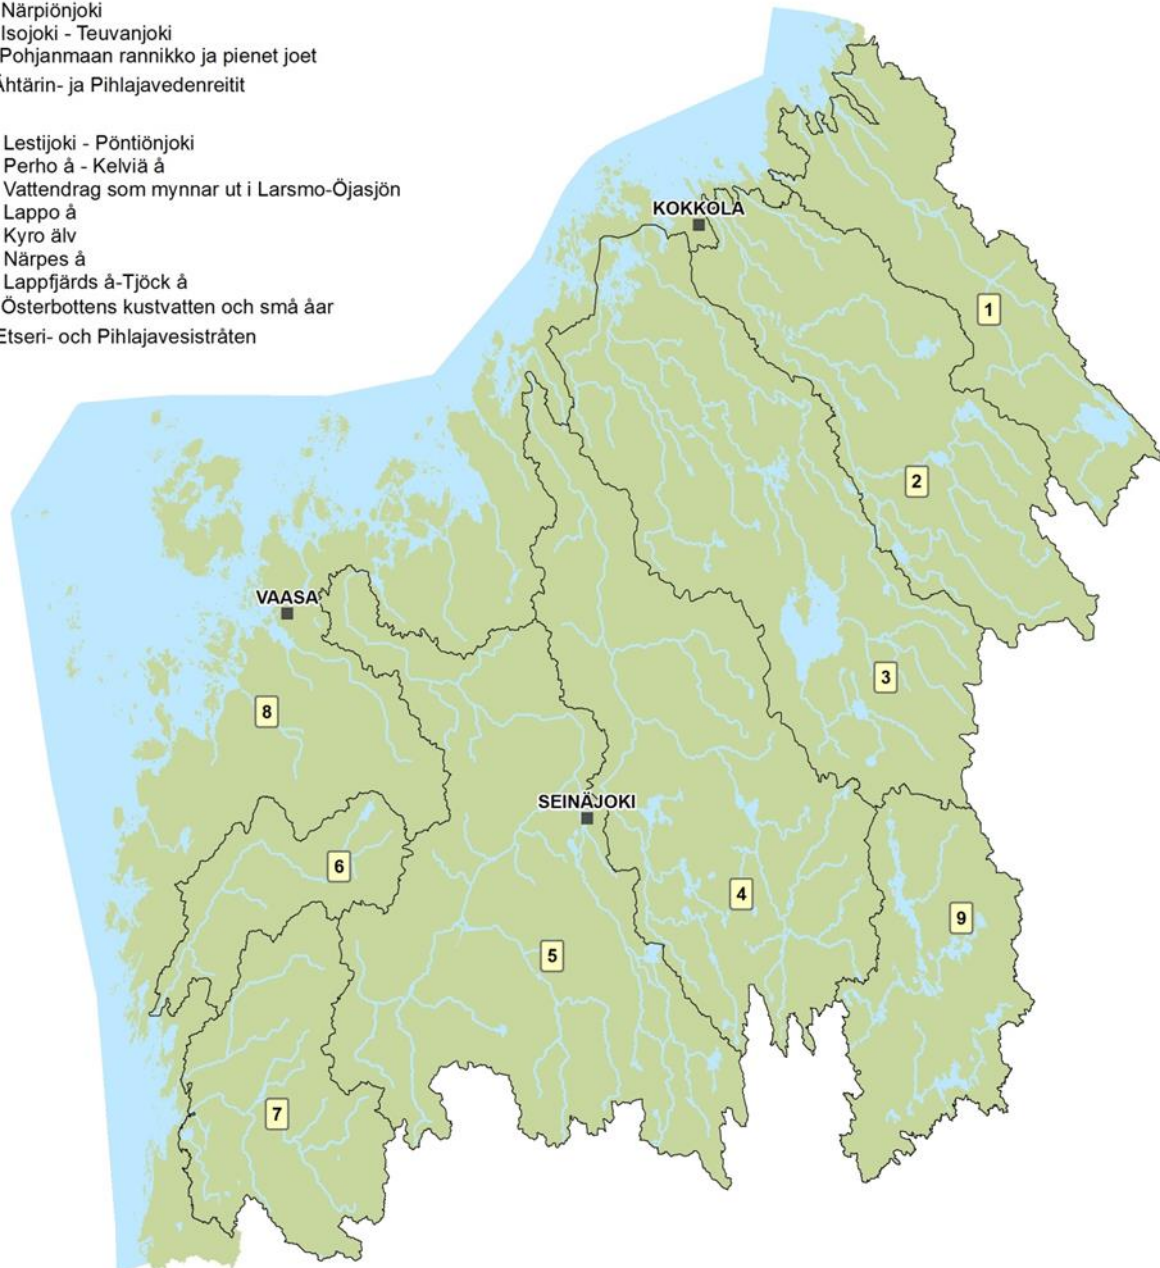 Närpiönjoki
Isojoki - Teuvanjoki
Pohjanmaan rannikko ja pienet joet
Ähtärin- ja Pihlajavedenreitit
Lestijoki - Pöntiönjoki
Perho å - Kelviä å
Vattendrag som mynnar ut i Larsmo-Öjasjön
Lappo å
Kyro älv
Närpes å
Lappfjärds å-Tjöck å
Österbottens kustvatten och små åar
Etseri- och Pihlajavesistråten
KOKKOLA
1
2
VAASA
3
8
SEINÄJOKI
6
4
9
5
7